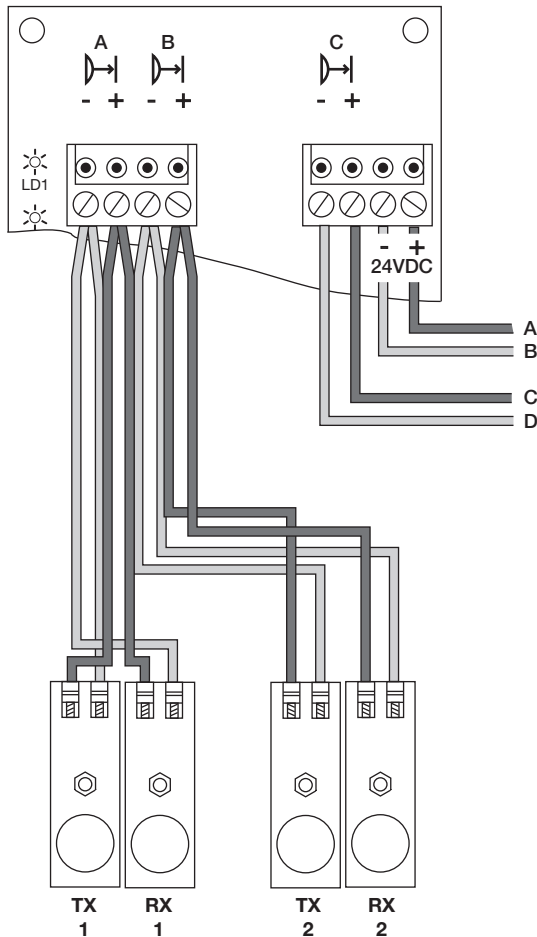 A B C
- + - + - +
LD1
- +
24VDC
A
B
C
D
TX RX TX RX
1 1 2 2